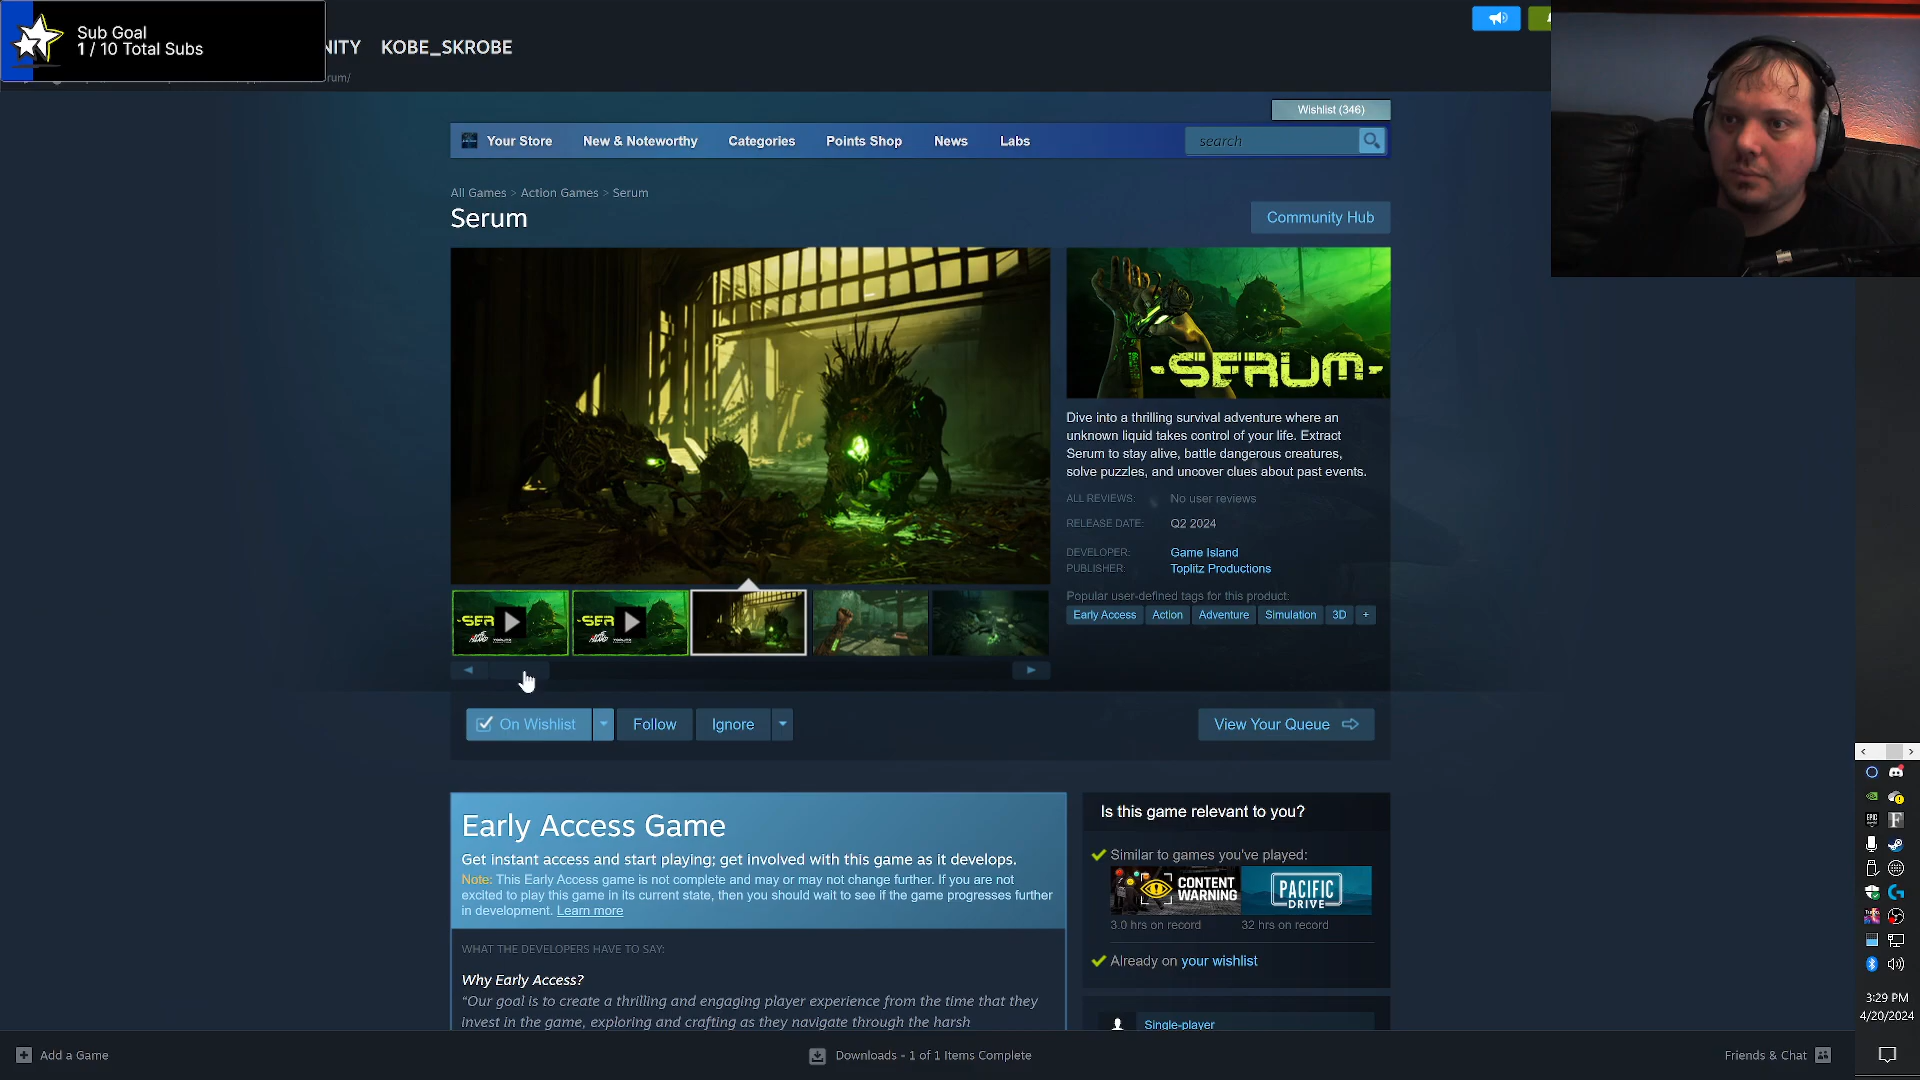 Sub Goal
1 / 10 Total Subs
NITY KOBE_SKROBE
rum/
Wishlist (346)
Your Store New & Noteworthy Categories Points Shop News Labs search
All Games > Action Games > Serum
Serum
Community Hub
-SERUM-
Dive into a thrilling survival adventure where an
unknown liquid takes control of your life. Extract
Serum to stay alive, battle dangerous creatures,
solve puzzles, and uncover clues about past events.
ALL REVIEWS: No user reviews
RELEASE DATE: Q2 2024
DEVELOPER: Game Island
PUBLISHER: Toplitz Productions
Popular user-defined tags for this product:
Early Access Action Adventure Simulation 3D +
On Wishlist Follow Ignore View Your Queue
Early Access Game
Get instant access and start playing; get involved with this game as it develops.
Note: This Early Access game is not complete and may or may not change further. If you are not
excited to play this game in its current state, then you should wait to see if the game progresses further
in development. Learn more
WHAT THE DEVELOPERS HAVE TO SAY:
Why Early Access?
“Our goal is to create a thrilling and engaging player experience from the time that they
invest in the game, exploring and crafting as they navigate through the harsh
Is this game relevant to you?
Similar to games you've played:
CONTENT
WARNING
PACIFIC
DRIVE
3.0 hrs on record 32 hrs on record
Already on your wishlist
Single-player
3:29 PM
4/20/2024
Add a Game Downloads - 1 of 1 Items Complete Friends & Chat